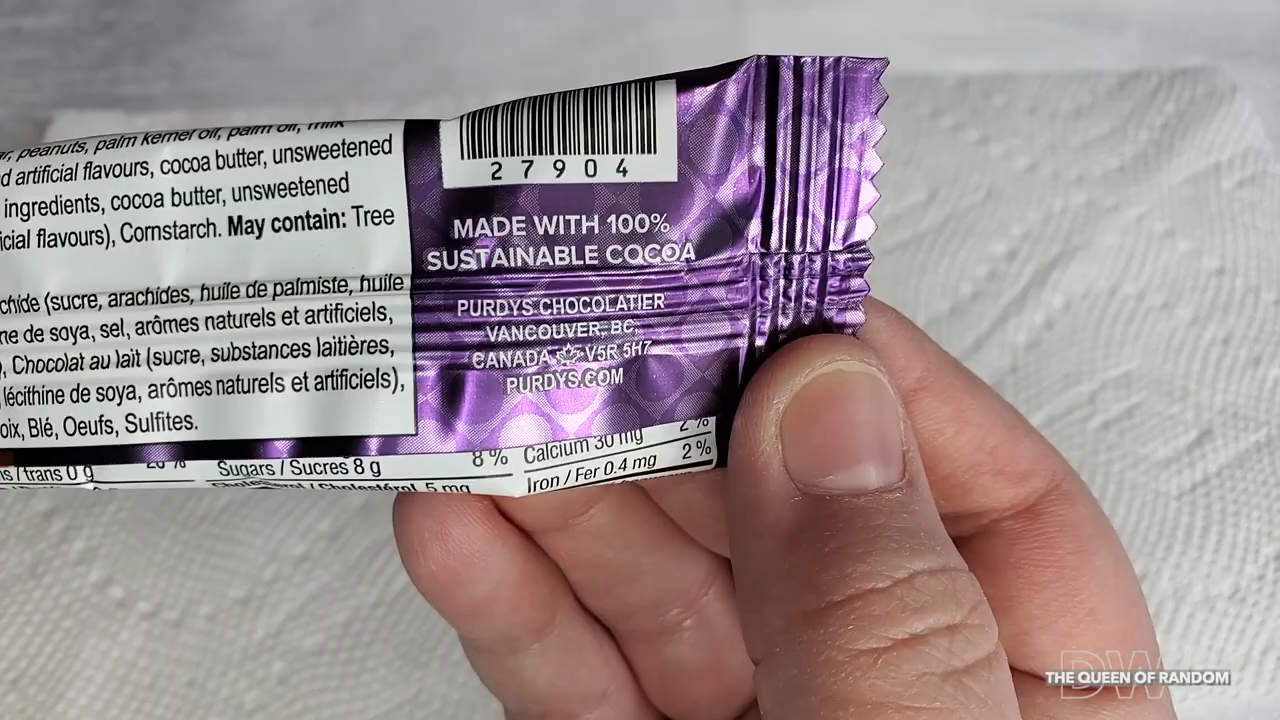 peanuts, palm kernel oil, palm oil, milk
artificial flavours, cocoa butter, unsweetened
ingredients, cocoa butter, unsweetened
flavours), Cornstarch. May contain: Tree
(sucre, arachides, huile de palmiste, huile
de soya, sel, arômes naturels et artificiels,
Chocolat au lait (sucre, substances laitières,
lécithine de soya, arômes naturels et artificiels),
Blé, Oeufs, Sulfites.
27904
MADE WITH 100%
SUSTAINABLE COCOA
PURDYS CHOCOLATIER
VANCOUVER, BC,
CANADA V5R 5H7
PURDYS.COM
/ trans 0 g
Sugars / Sucres 8 g 8 %
Cholesterol / Cholestérol 5 mg
Calcium 30 mg 2 %
Iron / Fer 0.4 mg 2 %
DW
THE QUEEN OF RANDOM